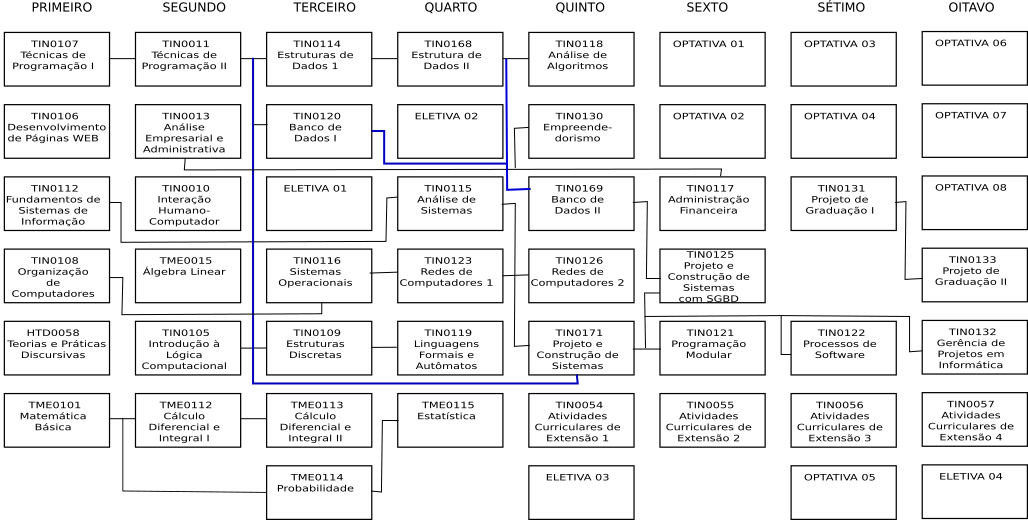 PRIMEIRO
SEGUNDO
TERCEIRO
QUARTO
QUINTO
SEXTO
SÉTIMO
OITAVO
TIN0107
Técnicas de
Programação I
TIN0011
Técnicas de
Programação II
TIN0114
Estruturas de
Dados 1
TIN0168
Estrutura de
Dados II
TIN0118
Análise de
Algoritmos
OPTATIVA 01
OPTATIVA 03
OPTATIVA 06
TIN0106
Desenvolvimento
de Páginas WEB
TIN0013
Análise
Empresarial e
Administrativa
TIN0120
Banco de
Dados I
ELETIVA 02
TIN0130
Empreende-
dorismo
OPTATIVA 02
OPTATIVA 04
OPTATIVA 07
TIN0112
Fundamentos de
Sistemas de
Informação
TIN0010
Interação
Humano-
Computador
ELETIVA 01
TIN0115
Análise de
Sistemas
TIN0169
Banco de
Dados II
TIN0117
Administração
Financeira
TIN0131
Projeto de
Graduação I
OPTATIVA 08
TIN0108
Organização
de
Computadores
TME0015
Álgebra Linear
TIN0116
Sistemas
Operacionais
TIN0123
Redes de
Computadores 1
TIN0126
Redes de
Computadores 2
TIN0125
Projeto e
Construção de
Sistemas
com SGBD
TIN0133
Projeto de
Graduação II
HTD0058
Teorias e Práticas
Discursivas
TIN0105
Introdução à
Lógica
Computacional
TIN0109
Estruturas
Discretas
TIN0119
Linguagens
Formais e
Autômatos
TIN0171
Projeto e
Construção de
Sistemas
TIN0121
Programação
Modular
TIN0122
Processos de
Software
TIN0132
Gerência de
Projetos em
Informática
TME0101
Matemática
Básica
TME0112
Cálculo
Diferencial e
Integral I
TME0113
Cálculo
Diferencial e
Integral II
TME0115
Estatística
TIN0054
Atividades
Curriculares de
Extensão 1
TIN0055
Atividades
Curriculares de
Extensão 2
TIN0056
Atividades
Curriculares de
Extensão 3
TIN0057
Atividades
Curriculares de
Extensão 4
TME0114
Probabilidade
ELETIVA 03
OPTATIVA 05
ELETIVA 04